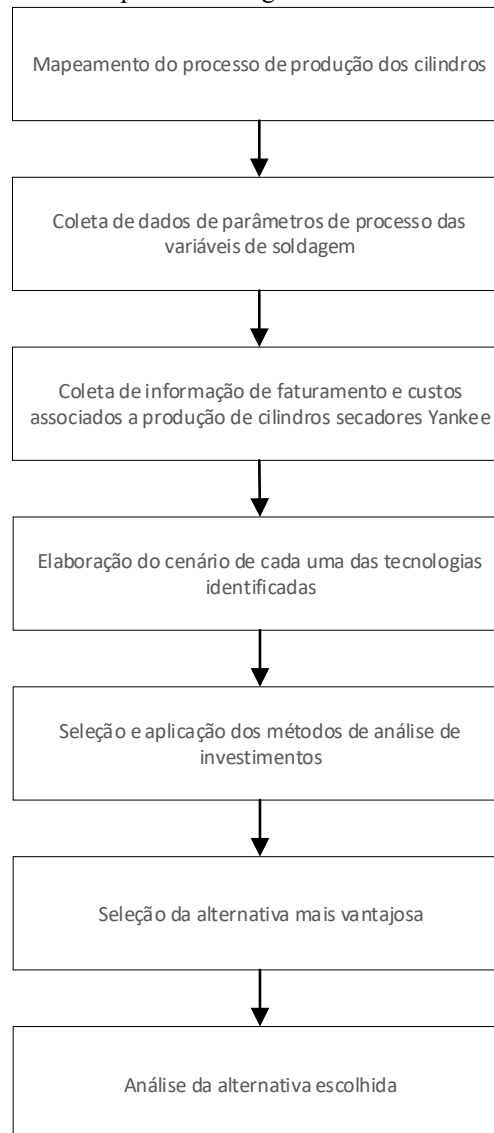 Mapeamento do processo de produção dos cilindros
Coleta de dados de parâmetros de processo das
variáveis de soldagem
Coleta de informação de faturamento e custos
associados a produção de cilindros secadores Yankee
Elaboração do cenário de cada uma das tecnologias
identificadas
Seleção e aplicação dos métodos de análise de
investimentos
Seleção da alternativa mais vantajosa
Análise da alternativa escolhida